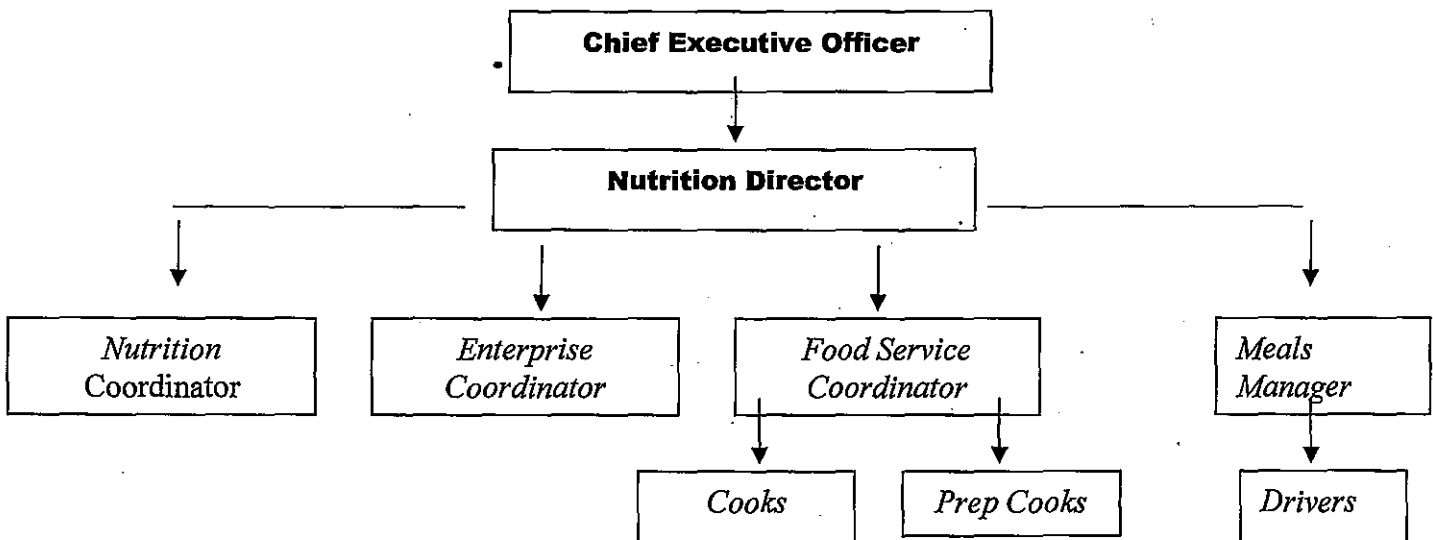 Chief Executive Officer
Nutrition Director
Nutrition
Coordinator
Enterprise
Coordinator
Food Service
Coordinator
Meals
Manager
Cooks
Prep Cooks
Drivers